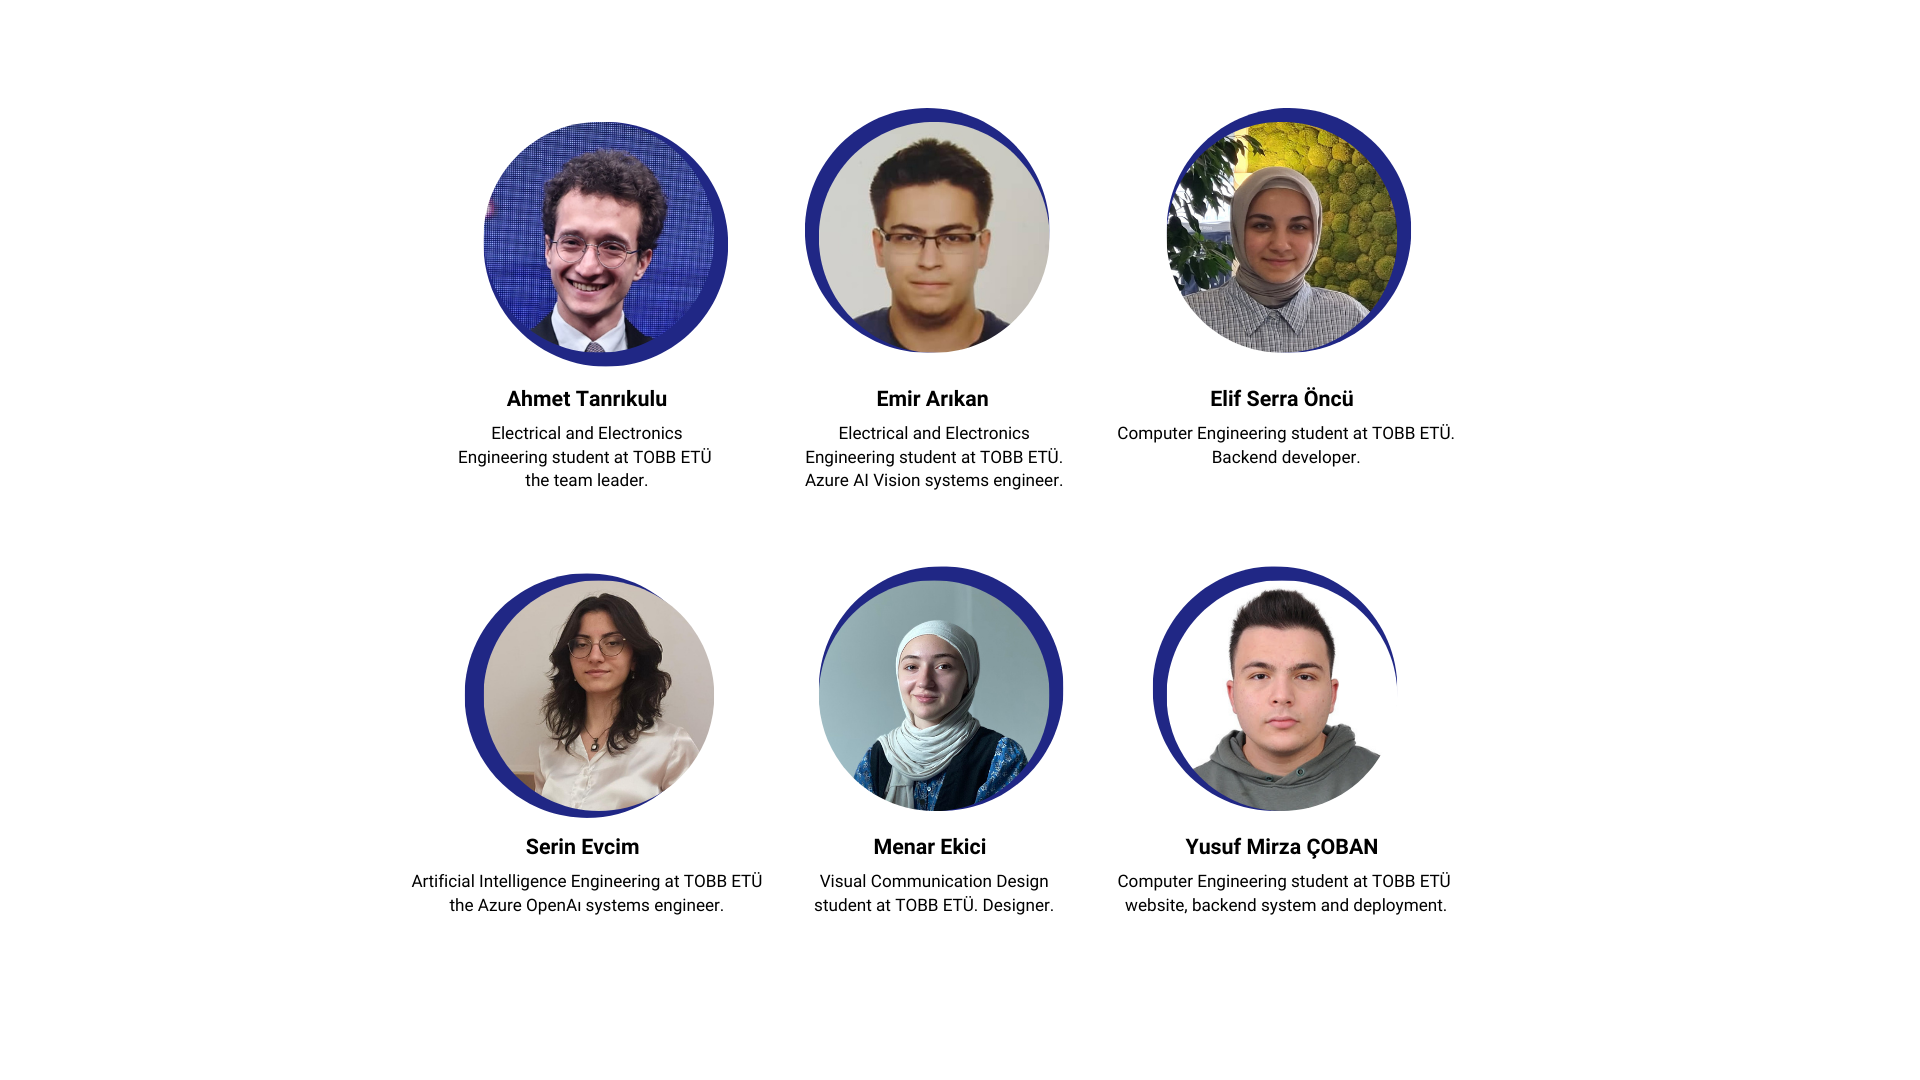 Ahmet Tanrıkulu
Electrical and Electronics
Engineering student at TOBB ETÜ
the team leader.
Emir Arıkan
Electrical and Electronics
Engineering student at TOBB ETÜ.
Azure AI Vision systems engineer.
Elif Serra Öncü
Computer Engineering student at TOBB ETÜ.
Backend developer.
Serin Evcim
Artificial Intelligence Engineering at TOBB ETÜ
the Azure OpenAı systems engineer.
Menar Ekici
Visual Communication Design
student at TOBB ETÜ. Designer.
Yusuf Mirza ÇOBAN
Computer Engineering student at TOBB ETÜ
website, backend system and deployment.